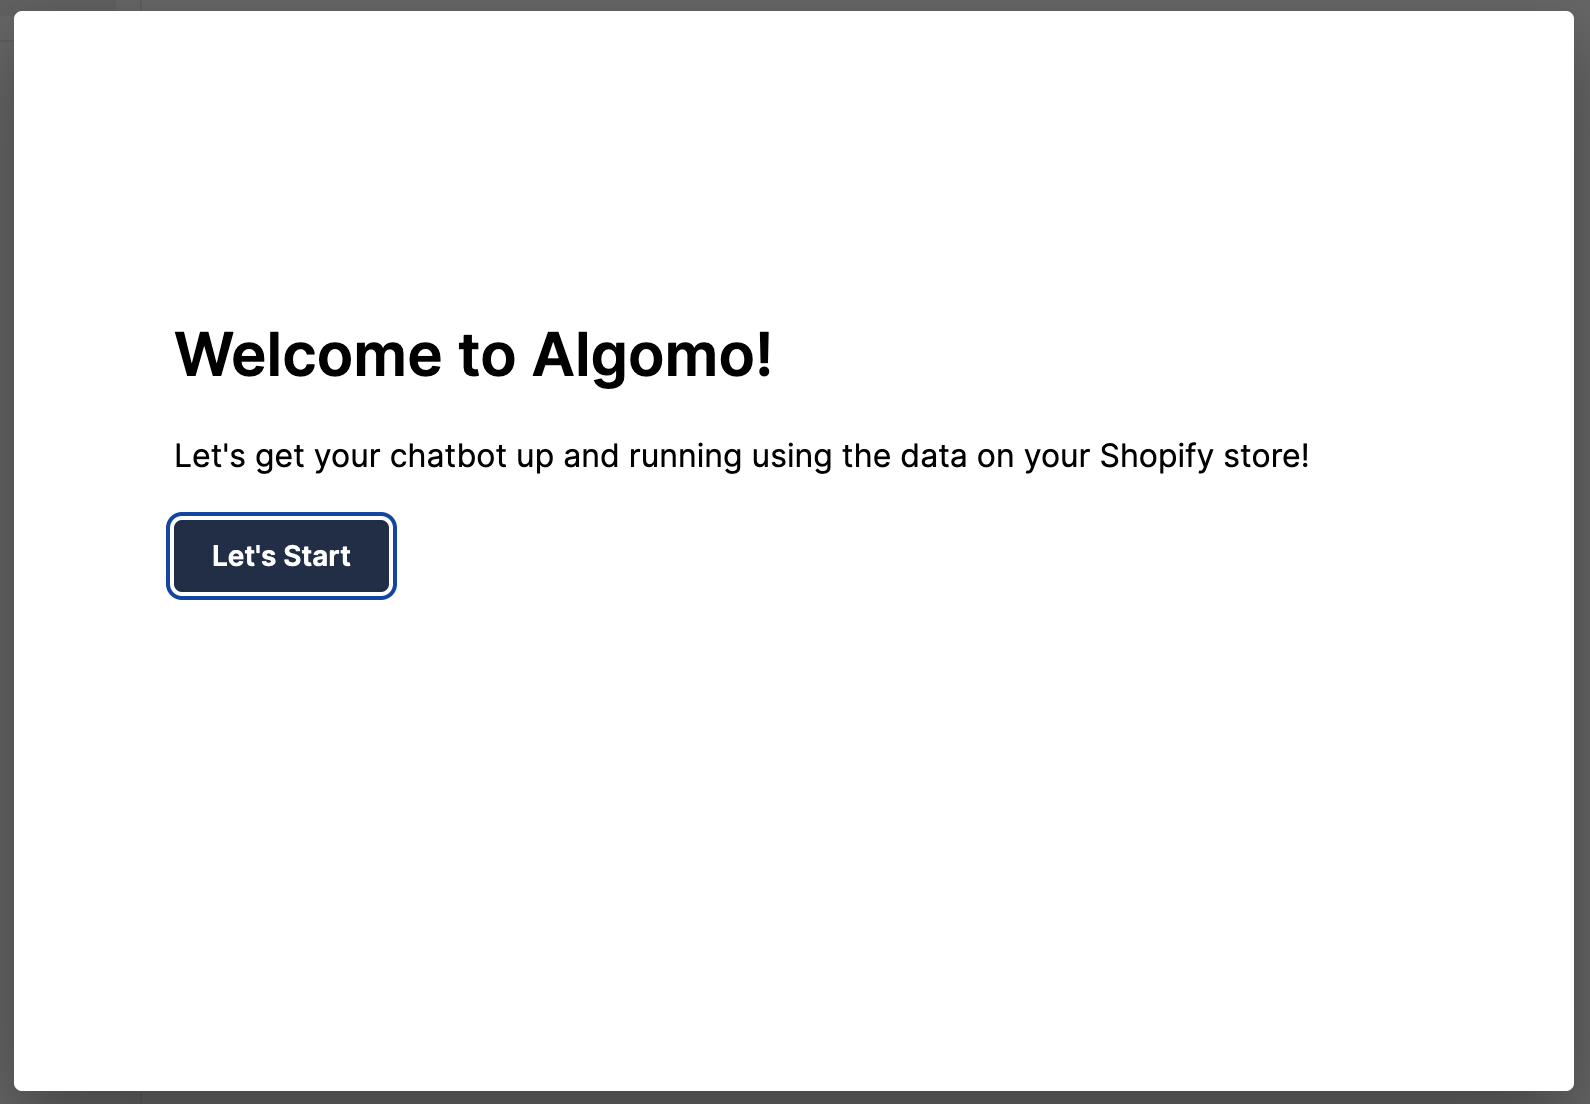 Welcome to Algomo!
Let's get your chatbot up and running using the data on your Shopify store!
Let's Start